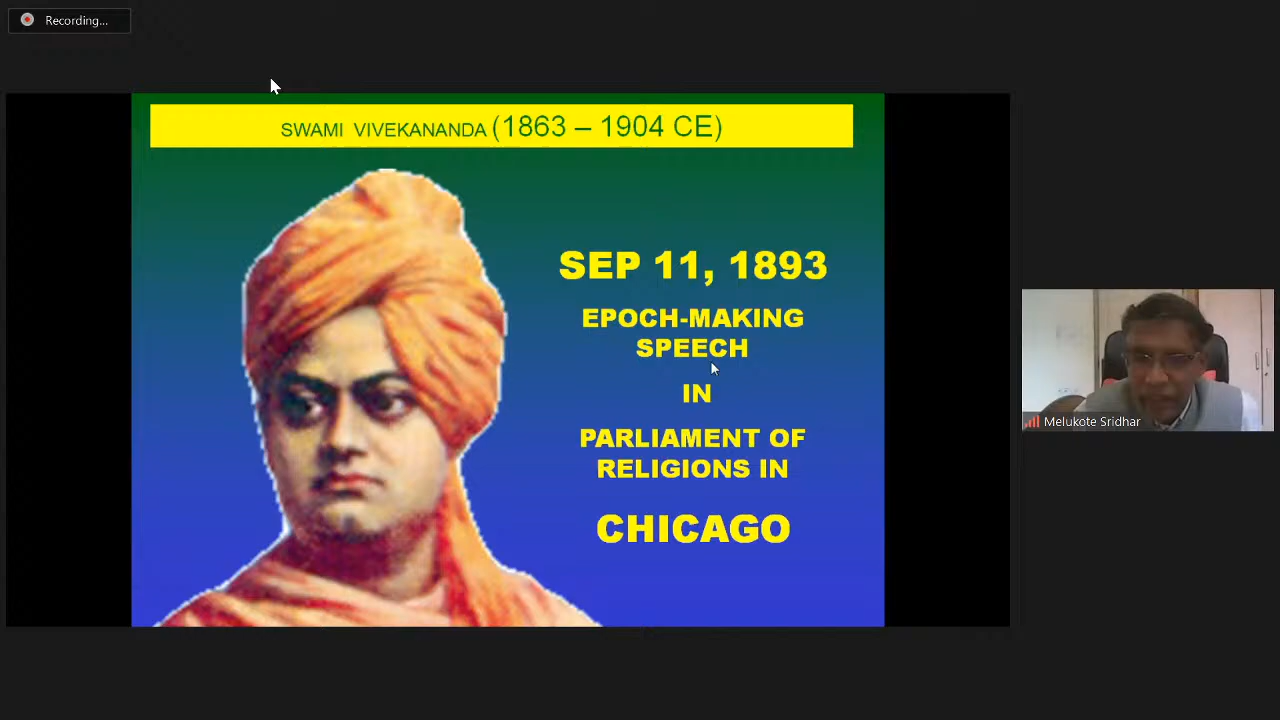 Recording...
SWAMI VIVEKANANDA (1863 – 1904 CE)
SEP 11, 1893
EPOCH-MAKING
SPEECH
IN
PARLIAMENT OF
RELIGIONS IN
CHICAGO
Melukote Sridhar